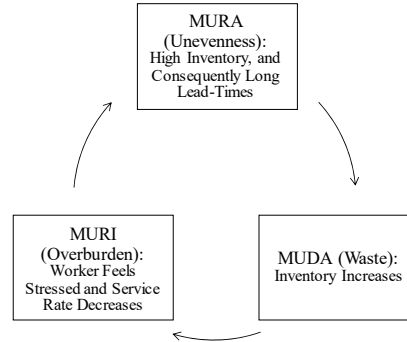 MURA
(Unevenness):
High Inventory, and
Consequently Long
Lead-Times
MURI
(Overburden):
Worker Feels
Stressed and Service
Rate Decreases
MUDA (Waste):
Inventory Increases